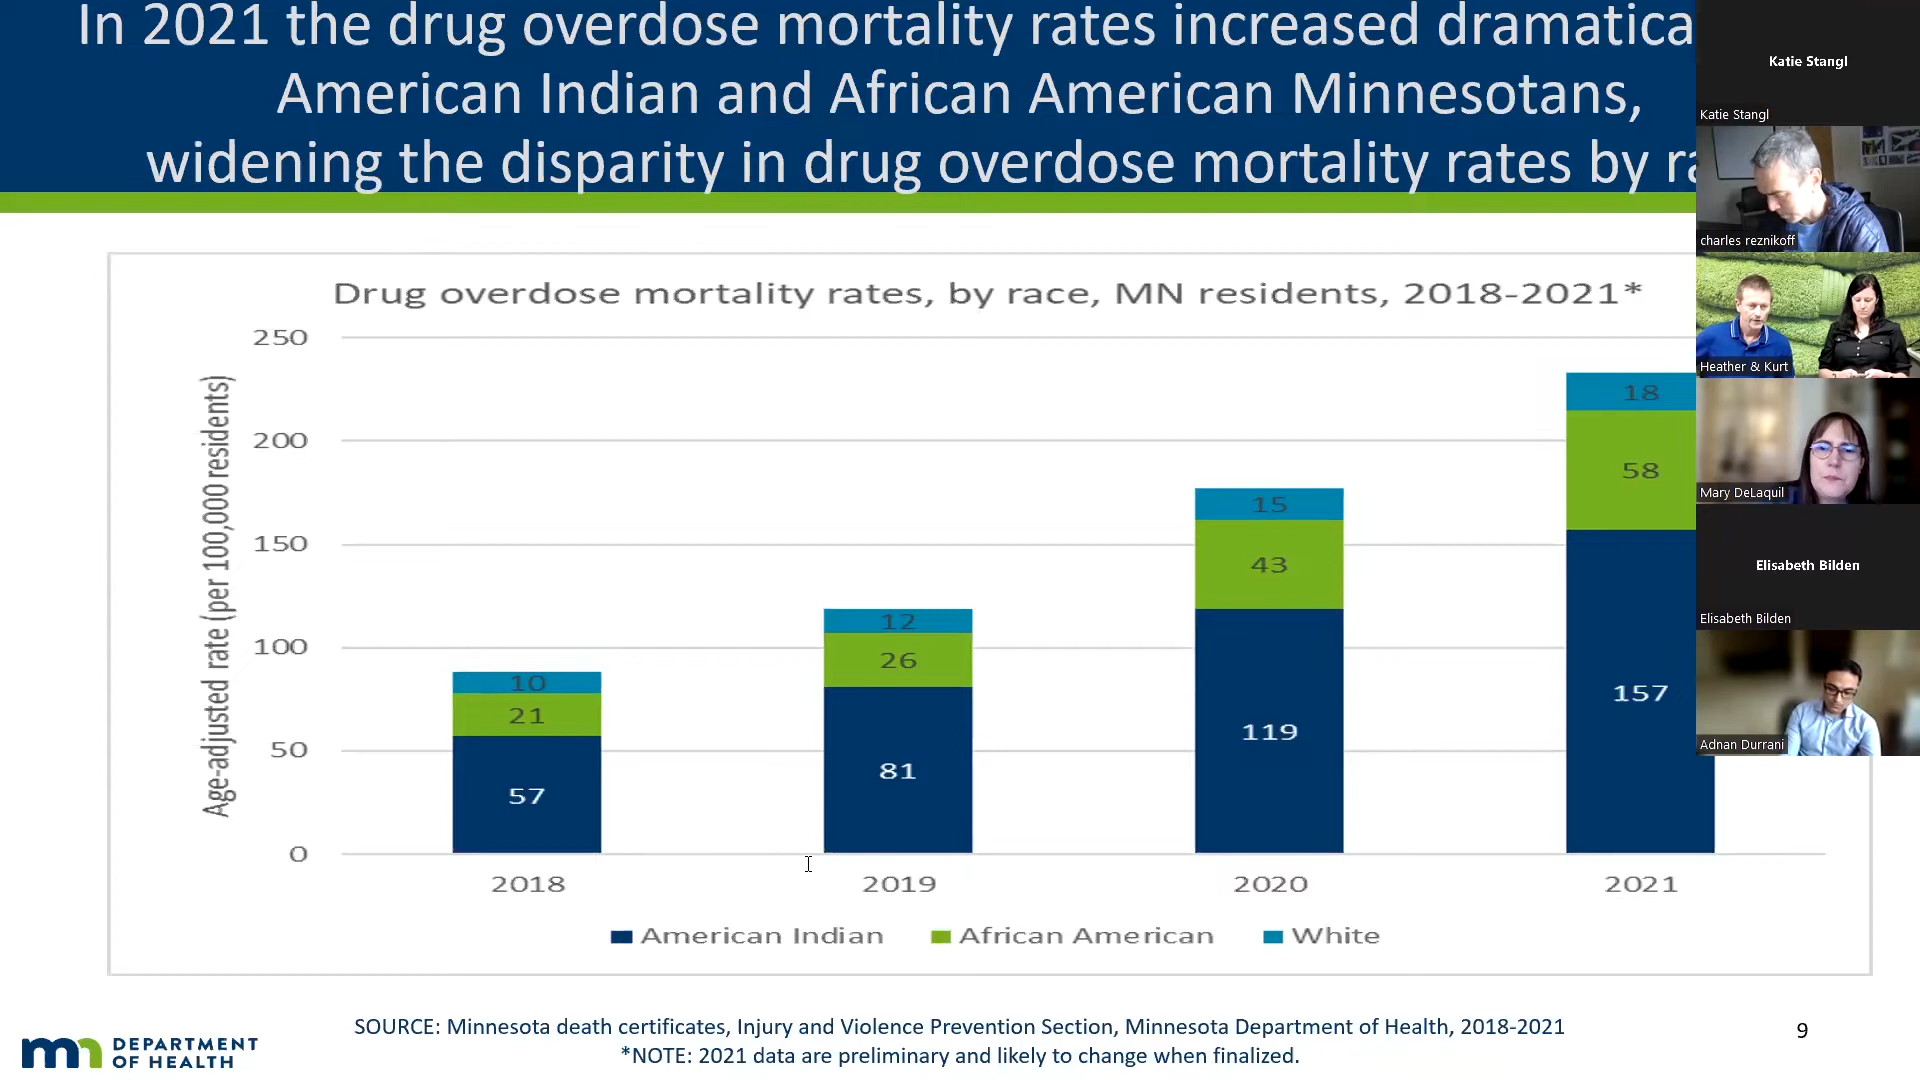 In 2021 the drug overdose mortality rates increased dramatica
American Indian and African American Minnesotans,
widening the disparity in drug overdose mortality rates by ra
Drug overdose mortality rates, by race, MN residents, 2018-2021*
Age-adjusted rate (per 100,000 residents)
250
200
150
100
50
0
10
21
57
12
26
81
15
43
119
18
58
157
2018
2019
2020
2021
American Indian
African American
White
SOURCE: Minnesota death certificates, Injury and Violence Prevention Section, Minnesota Department of Health, 2018-2021
*NOTE: 2021 data are preliminary and likely to change when finalized.
9
mn DEPARTMENT
OF HEALTH
Katie Stangl
Katie Stangl
charles reznikoff
Heather & Kurt
Mary DeLaquil
Elisabeth Bilden
Elisabeth Bilden
Adnan Durrani